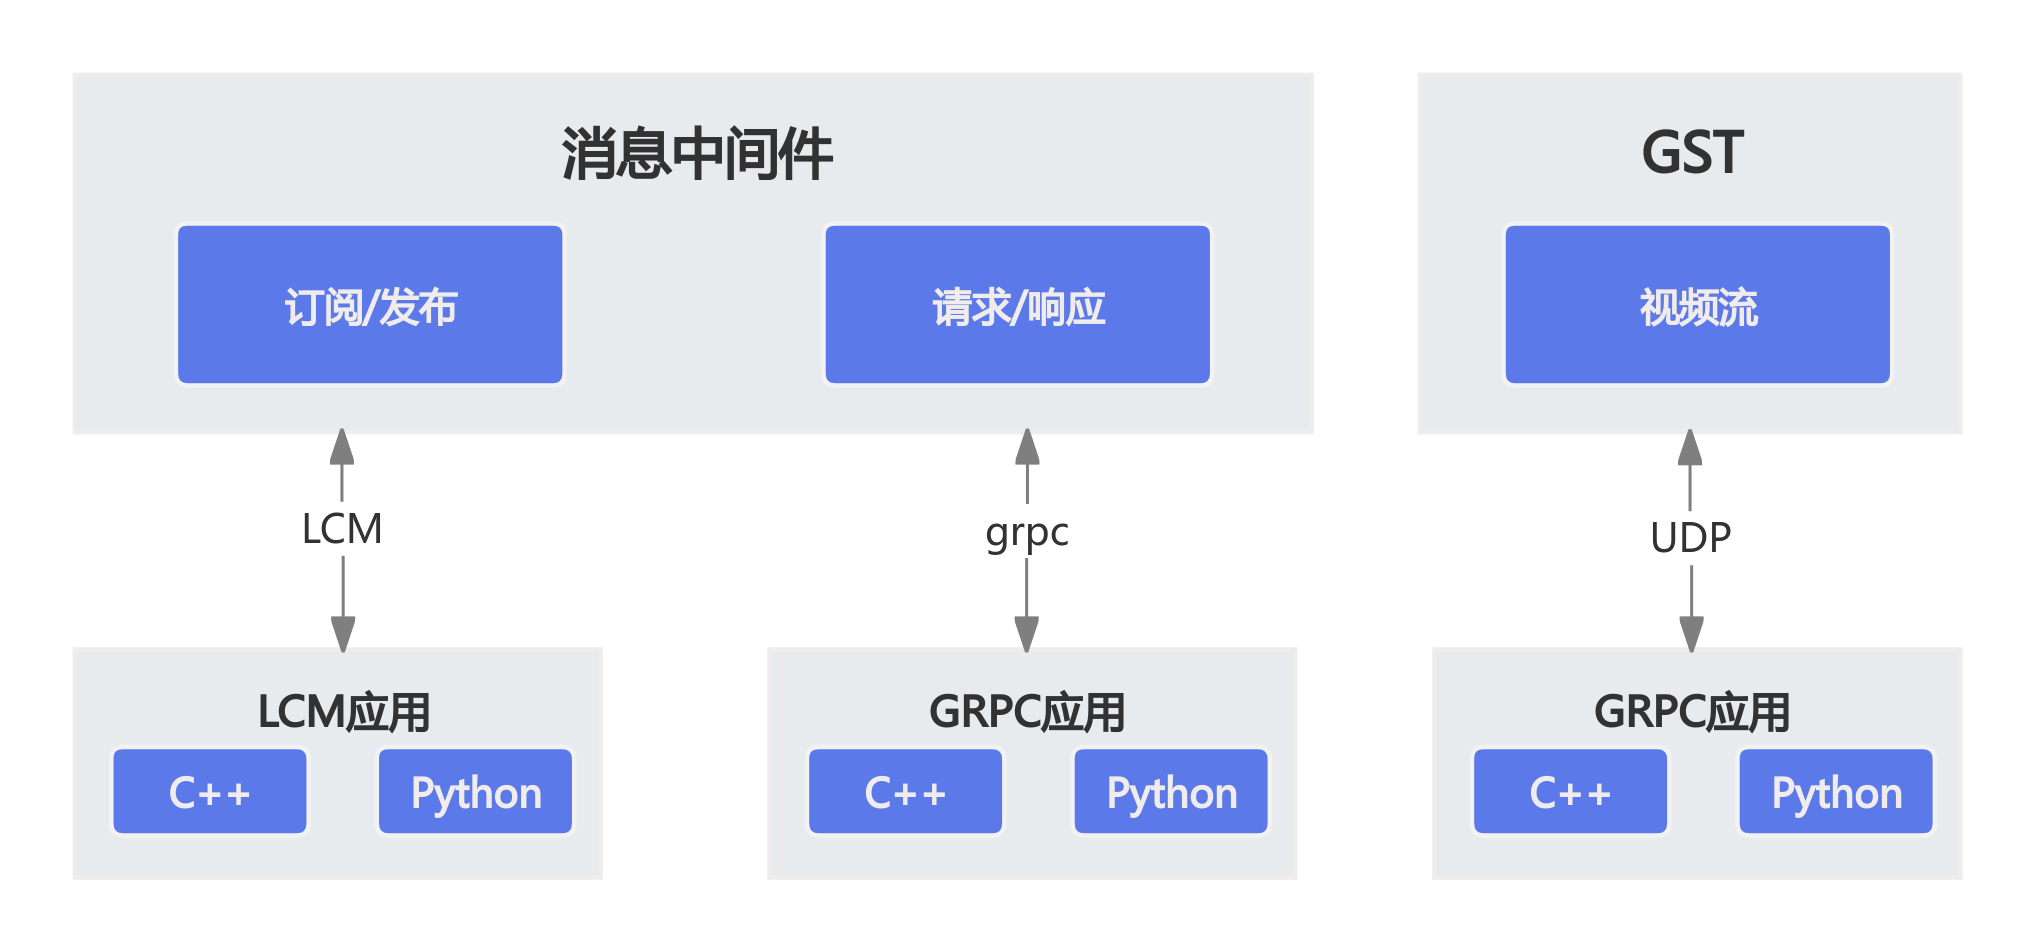 消息中间件
GST
订阅/发布
请求/响应
视频流
LCM
grpc
UDP
LCM应用
GRPC应用
GRPC应用
C++
Python
C++
Python
C++
Python